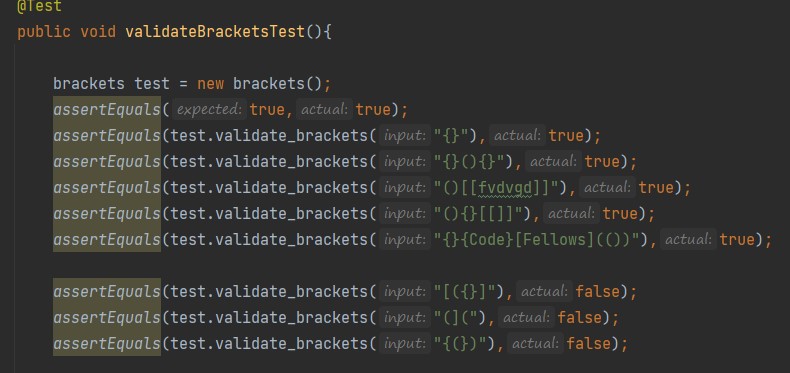 @Test
public void validateBracketsTest(){
brackets test = new brackets();
assertEquals( expected: true, actual: true);
assertEquals(test.validate_brackets( input: "{}"), actual: true);
assertEquals(test.validate_brackets( input: "{}(){}"), actual: true);
assertEquals(test.validate_brackets( input: "()[[fvdvgd]]"), actual: true);
assertEquals(test.validate_brackets( input: "(){}[[]]"), actual: true);
assertEquals(test.validate_brackets( input: "{}{Code}[Fellows](())"), actual: true);
assertEquals(test.validate_brackets( input: "[({}]"), actual: false);
assertEquals(test.validate_brackets( input: "(]("), actual: false);
assertEquals(test.validate_brackets( input: "{(})"), actual: false);